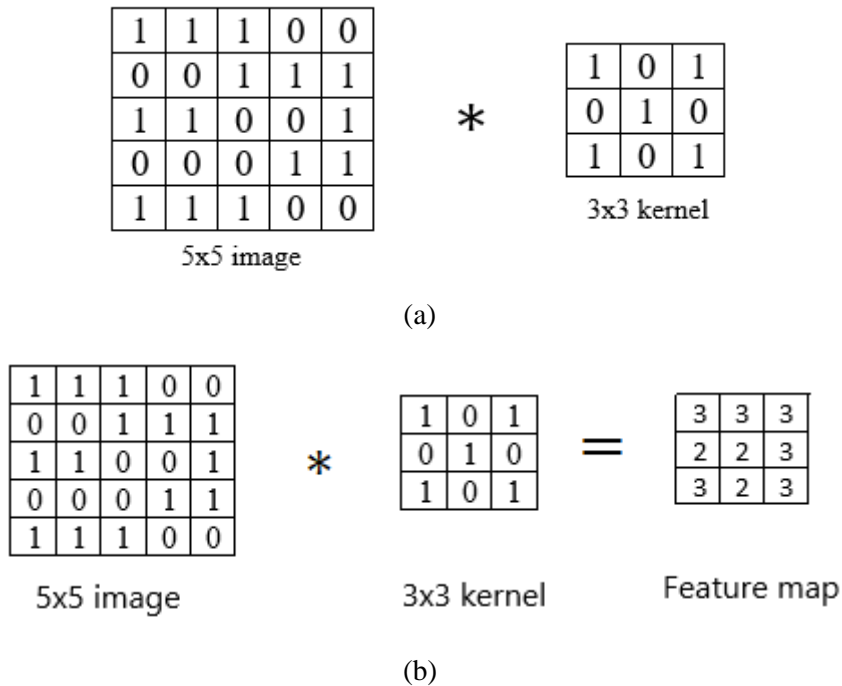 1 1 1 0 0
0 0 1 1 1
1 1 0 0 1
0 0 0 1 1
1 1 1 0 0
5x5 image
*
1 0 1
0 1 0
1 0 1
3x3 kernel
(a)
1 1 1 0 0
0 0 1 1 1
1 1 0 0 1
0 0 0 1 1
1 1 1 0 0
5x5 image
*
1 0 1
0 1 0
1 0 1
3x3 kernel
=
3 3 3
2 2 3
3 2 3
Feature map
(b)